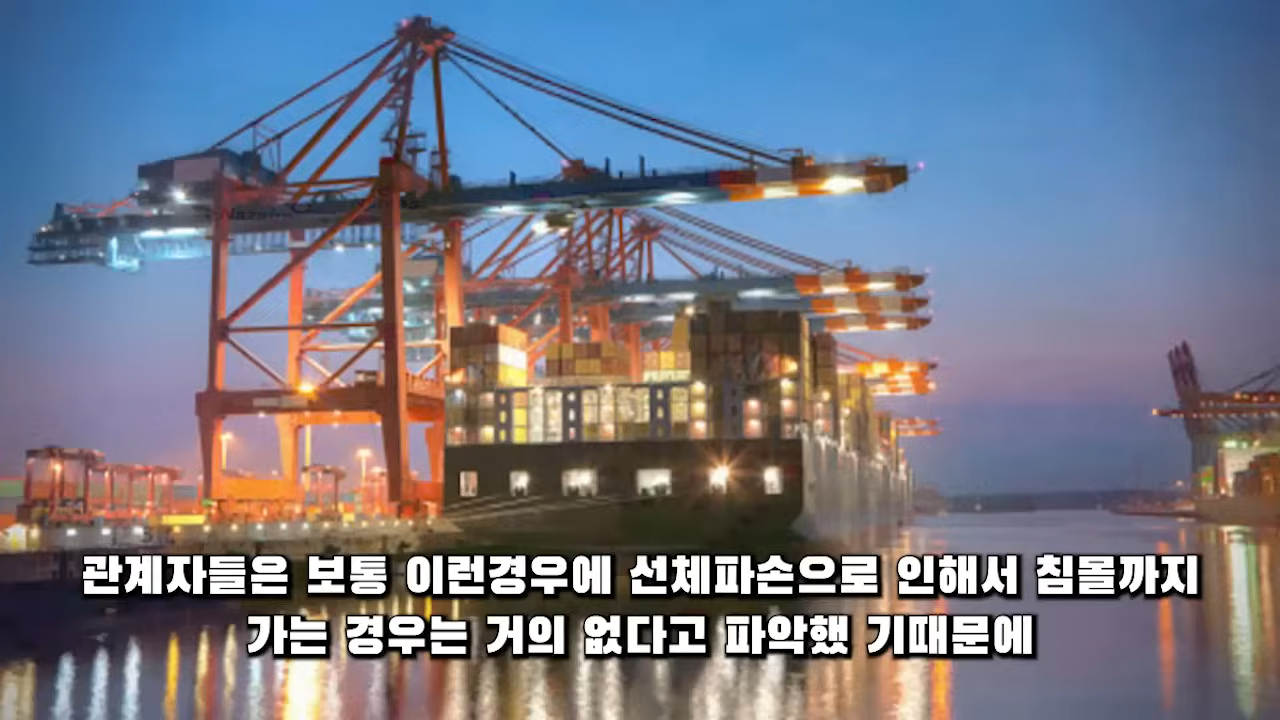 관계자들은 보통 이런경우에 선체파손으로 인해서 침몰까지
가는 경우는 거의 없다고 파악했 기때문에